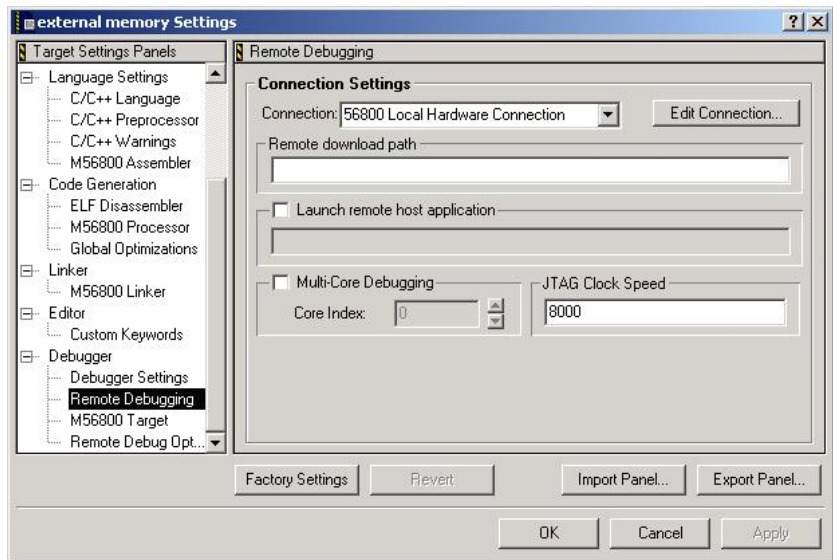 external memory Settings
Target Settings Panels
Language Settings
C/C++ Language
C/C++ Preprocessor
C/C++ Warnings
M56800 Assembler
Code Generation
ELF Disassembler
M56800 Processor
Global Optimizations
Linker
M56800 Linker
Editor
Custom Keywords
Debugger
Debugger Settings
Remote Debugging
M56800 Target
Remote Debug Opt...
Remote Debugging
Connection Settings
Connection: 56800 Local Hardware Connection
Edit Connection...
Remote download path
Launch remote host application
Multi-Core Debugging
Core Index: 0
JTAG Clock Speed
8000
Factory Settings
Revert
Import Panel...
Export Panel...
OK
Cancel
Apply